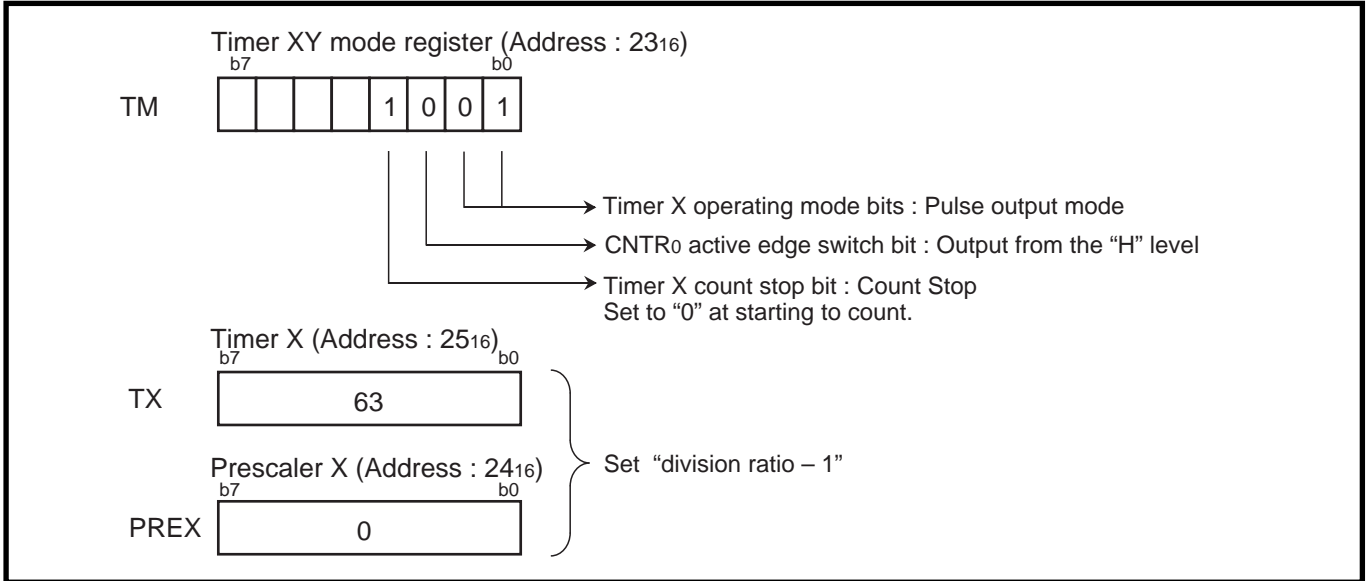 Timer XY mode register (Address : 2316)
b7 b0
TM 1 0 0 1
Timer X operating mode bits : Pulse output mode
CNTR0 active edge switch bit : Output from the “H” level
Timer X count stop bit : Count Stop
Set to “0” at starting to count.
Timer X (Address : 2516)
b7 b0
TX 63
Set “division ratio – 1”
Prescaler X (Address : 2416)
b7 b0
PREX 0